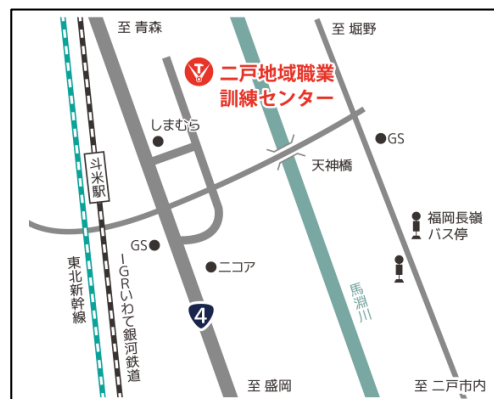 至 青森
至 堀野
二戸地域職業
訓練センター
しまむら
GS
斗米駅
天神橋
福岡長嶺
バス停
GS
ニコア
東北新幹線
IGRいわて銀河鉄道
4
馬淵川
至 盛岡
至 二戸市内